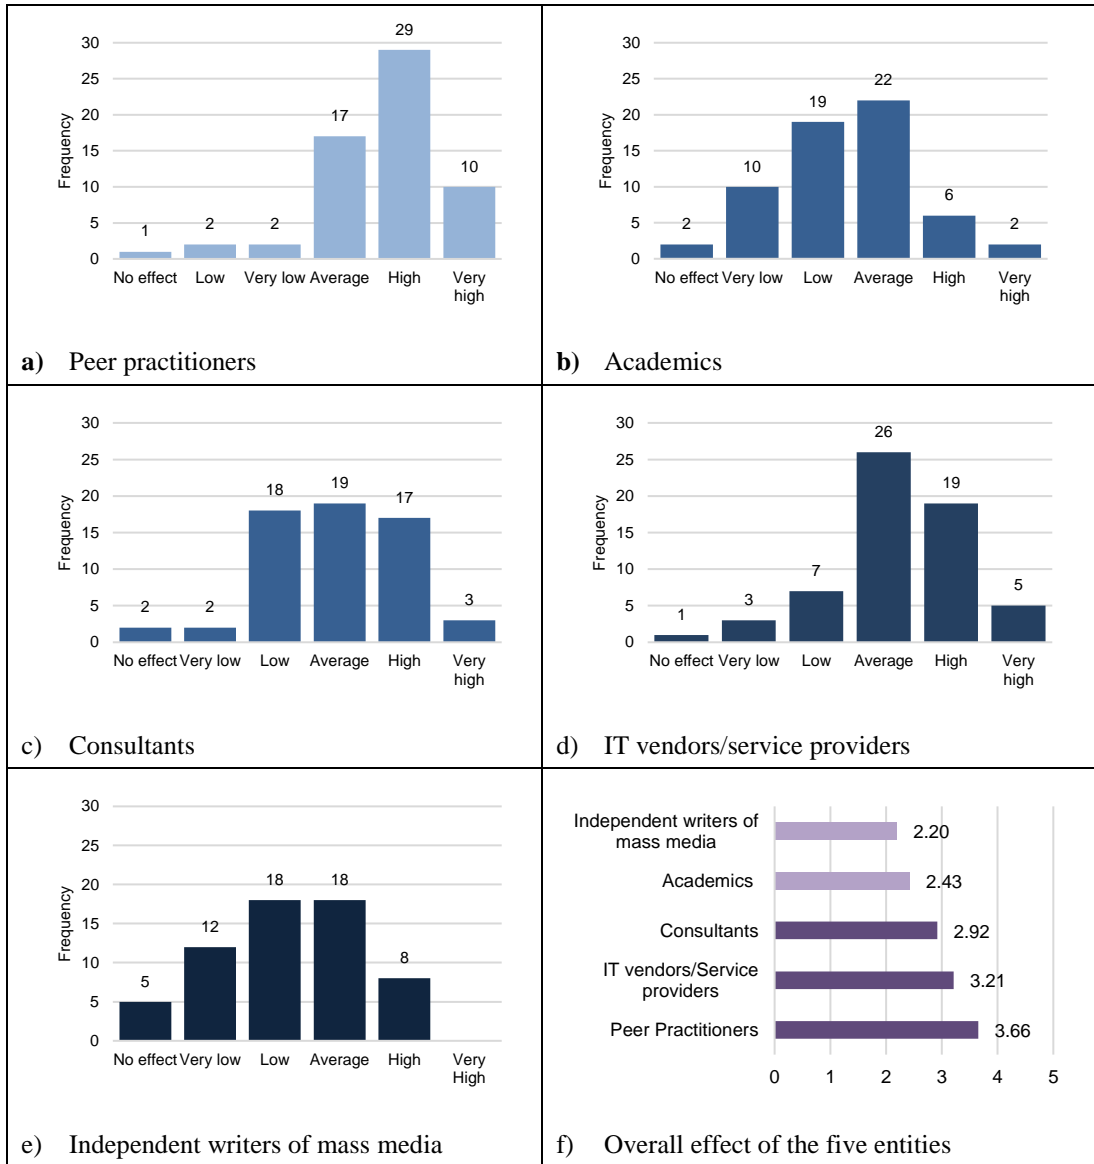 30
25
20
15
10
5
0
Frequency
1
2
2
17
29
10
No effect
Low
Very low
Average
High
Very
high
a) Peer practitioners
30
25
20
15
10
5
0
Frequency
2
10
19
22
6
2
No effect
Very low
Low
Average
High
Very
high
b) Academics
30
25
20
15
10
5
0
Frequency
2
2
18
19
17
3
No effect
Very low
Low
Average
High
Very
high
c) Consultants
30
25
20
15
10
5
0
Frequency
1
3
7
26
19
5
No effect
Very low
Low
Average
High
Very
high
d) IT vendors/service providers
30
25
20
15
10
5
0
Frequency
5
12
18
18
8
No effect
Very low
Low
Average
High
Very
High
e) Independent writers of mass media
Independent writers of
mass media
2.20
Academics
2.43
Consultants
2.92
IT vendors/Service
providers
3.21
Peer Practitioners
3.66
0 1 2 3 4 5
f) Overall effect of the five entities